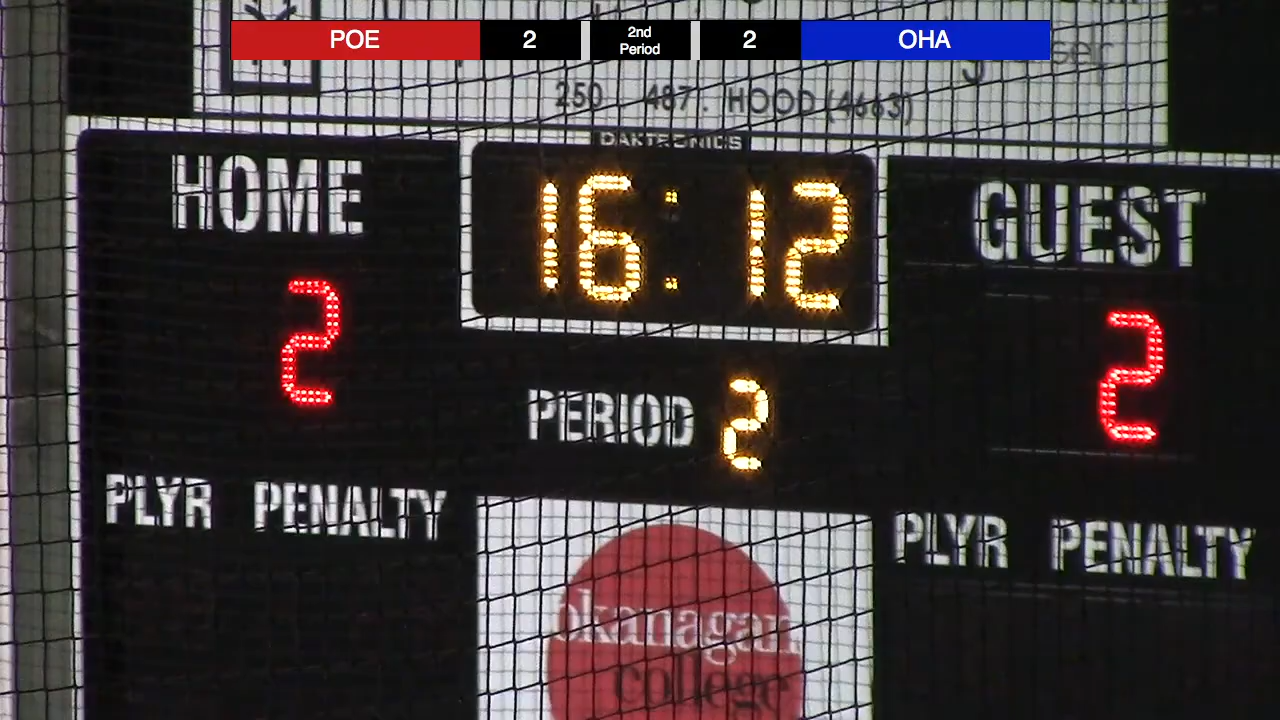 POE 2 2nd Period 2 OHA
250 . 487 . HOOD (4663)
DAKTRONICS
HOME 16:12 GUEST
2 2
PERIOD 2
PLYR PENALTY PLYR PENALTY
okanagan
college